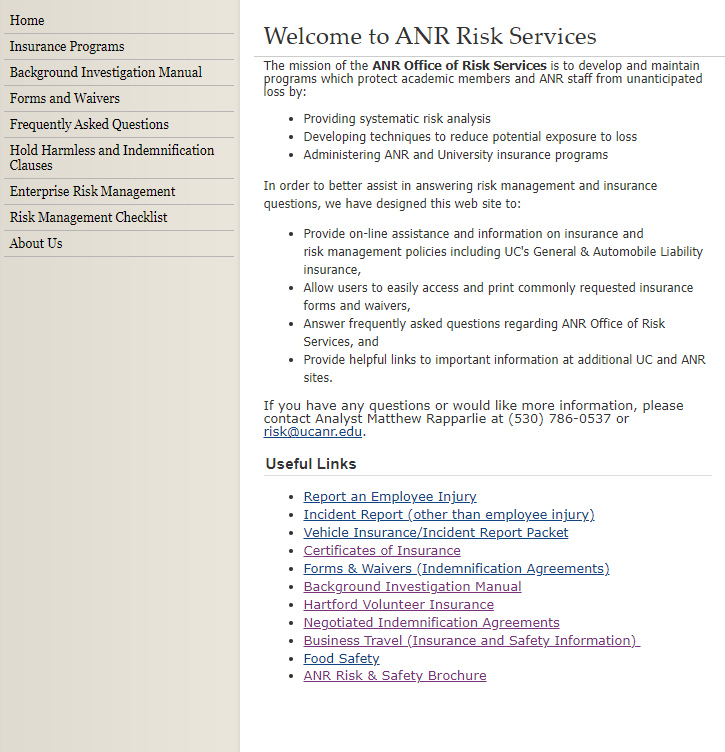 Home
Insurance Programs
Background Investigation Manual
Forms and Waivers
Frequently Asked Questions
Hold Harmless and Indemnification
Clauses
Enterprise Risk Management
Risk Management Checklist
About Us
Welcome to ANR Risk Services
The mission of the ANR Office of Risk Services is to develop and maintain
programs which protect academic members and ANR staff from unanticipated
loss by:
• Providing systematic risk analysis
• Developing techniques to reduce potential exposure to loss
• Administering ANR and University insurance programs
In order to better assist in answering risk management and insurance
questions, we have designed this web site to:
• Provide on-line assistance and information on insurance and
risk management policies including UC's General & Automobile Liability
insurance,
• Allow users to easily access and print commonly requested insurance
forms and waivers,
• Answer frequently asked questions regarding ANR Office of Risk
Services, and
• Provide helpful links to important information at additional UC and ANR
sites.
If you have any questions or would like more information, please
contact Analyst Matthew Rapparlie at (530) 786-0537 or
risk@ucanr.edu.
Useful Links
• Report an Employee Injury
• Incident Report (other than employee injury)
• Vehicle Insurance/Incident Report Packet
• Certificates of Insurance
• Forms & Waivers (Indemnification Agreements)
• Background Investigation Manual
• Hartford Volunteer Insurance
• Negotiated Indemnification Agreements
• Business Travel (Insurance and Safety Information)
• Food Safety
• ANR Risk & Safety Brochure